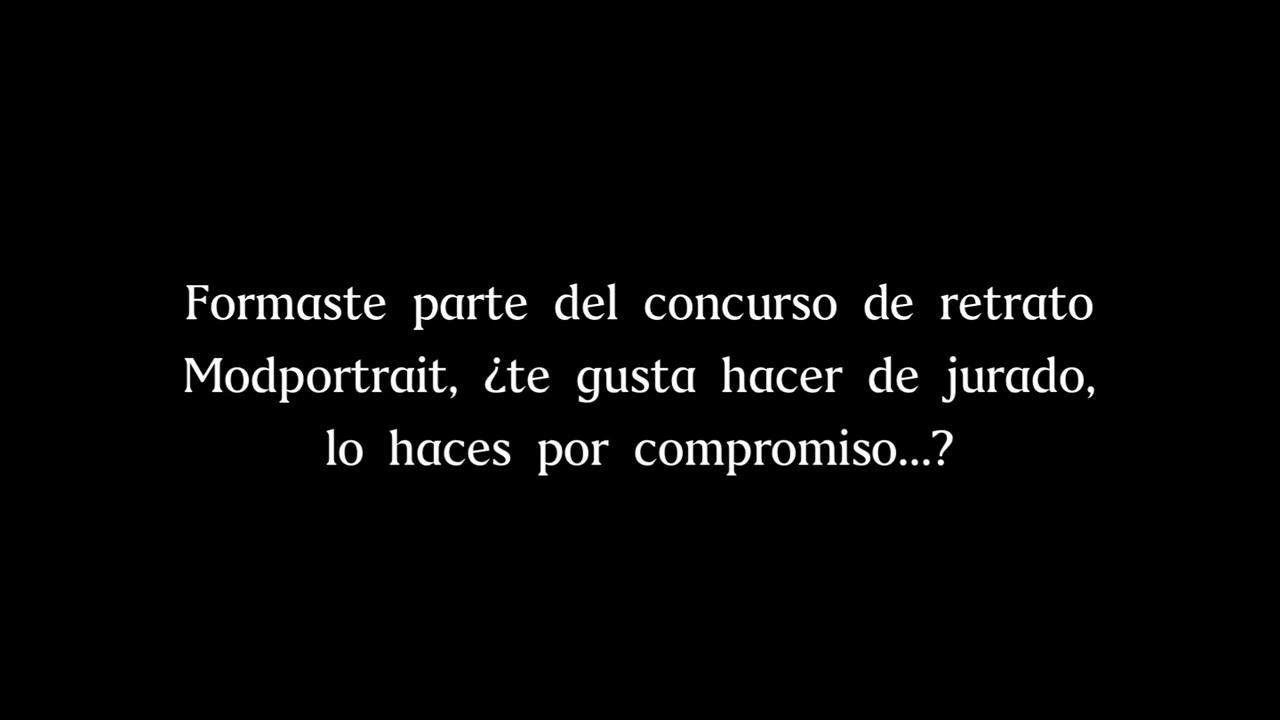 Formaste parte del concurso de retrato
Modportrait, ¿te gusta hacer de jurado,
lo haces por compromiso...?